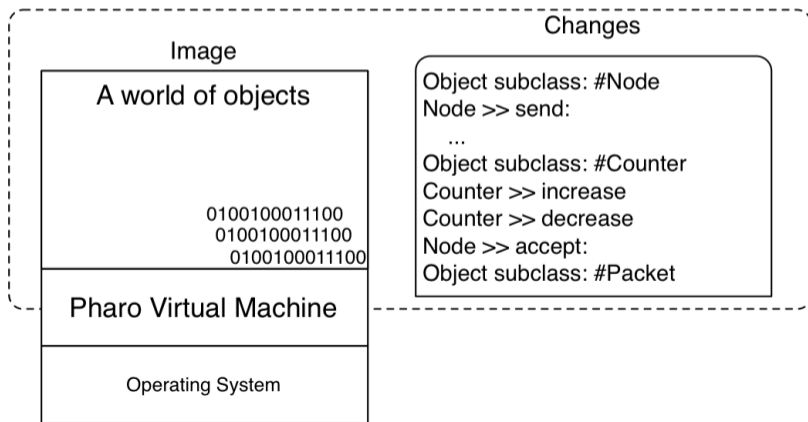 Image
A world of objects
0100100011100
0100100011100
0100100011100
Pharo Virtual Machine
Operating System
Changes
Object subclass: #Node
Node >> send:
...
Object subclass: #Counter
Counter >> increase
Counter >> decrease
Node >> accept:
Object subclass: #Packet